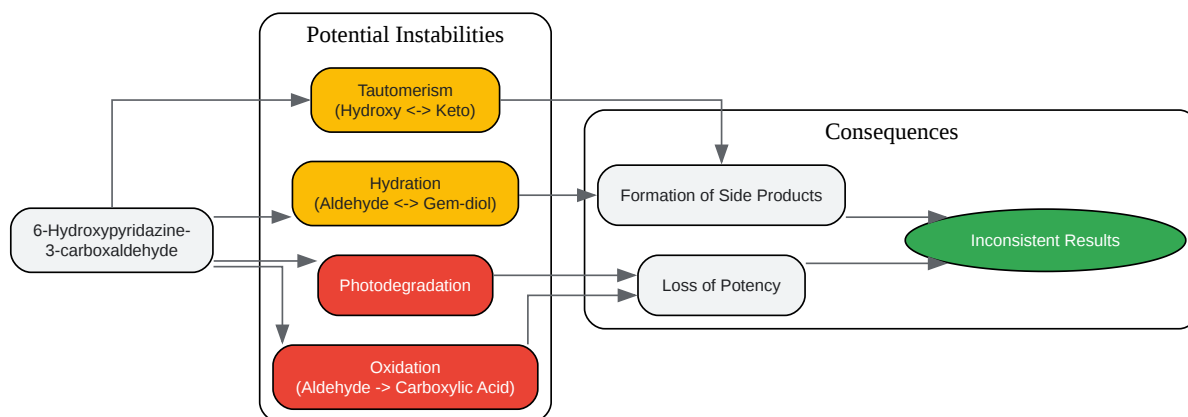 Potential Instabilities
Tautomerism
(Hydroxy <-> Keto)
Consequences
Hydration
(Aldehyde <-> Gem-diol)
Formation of Side Products
6-Hydroxypyridazine-
3-carboxaldehyde
Inconsistent Results
Photodegradation
Loss of Potency
Oxidation
(Aldehyde -> Carboxylic Acid)